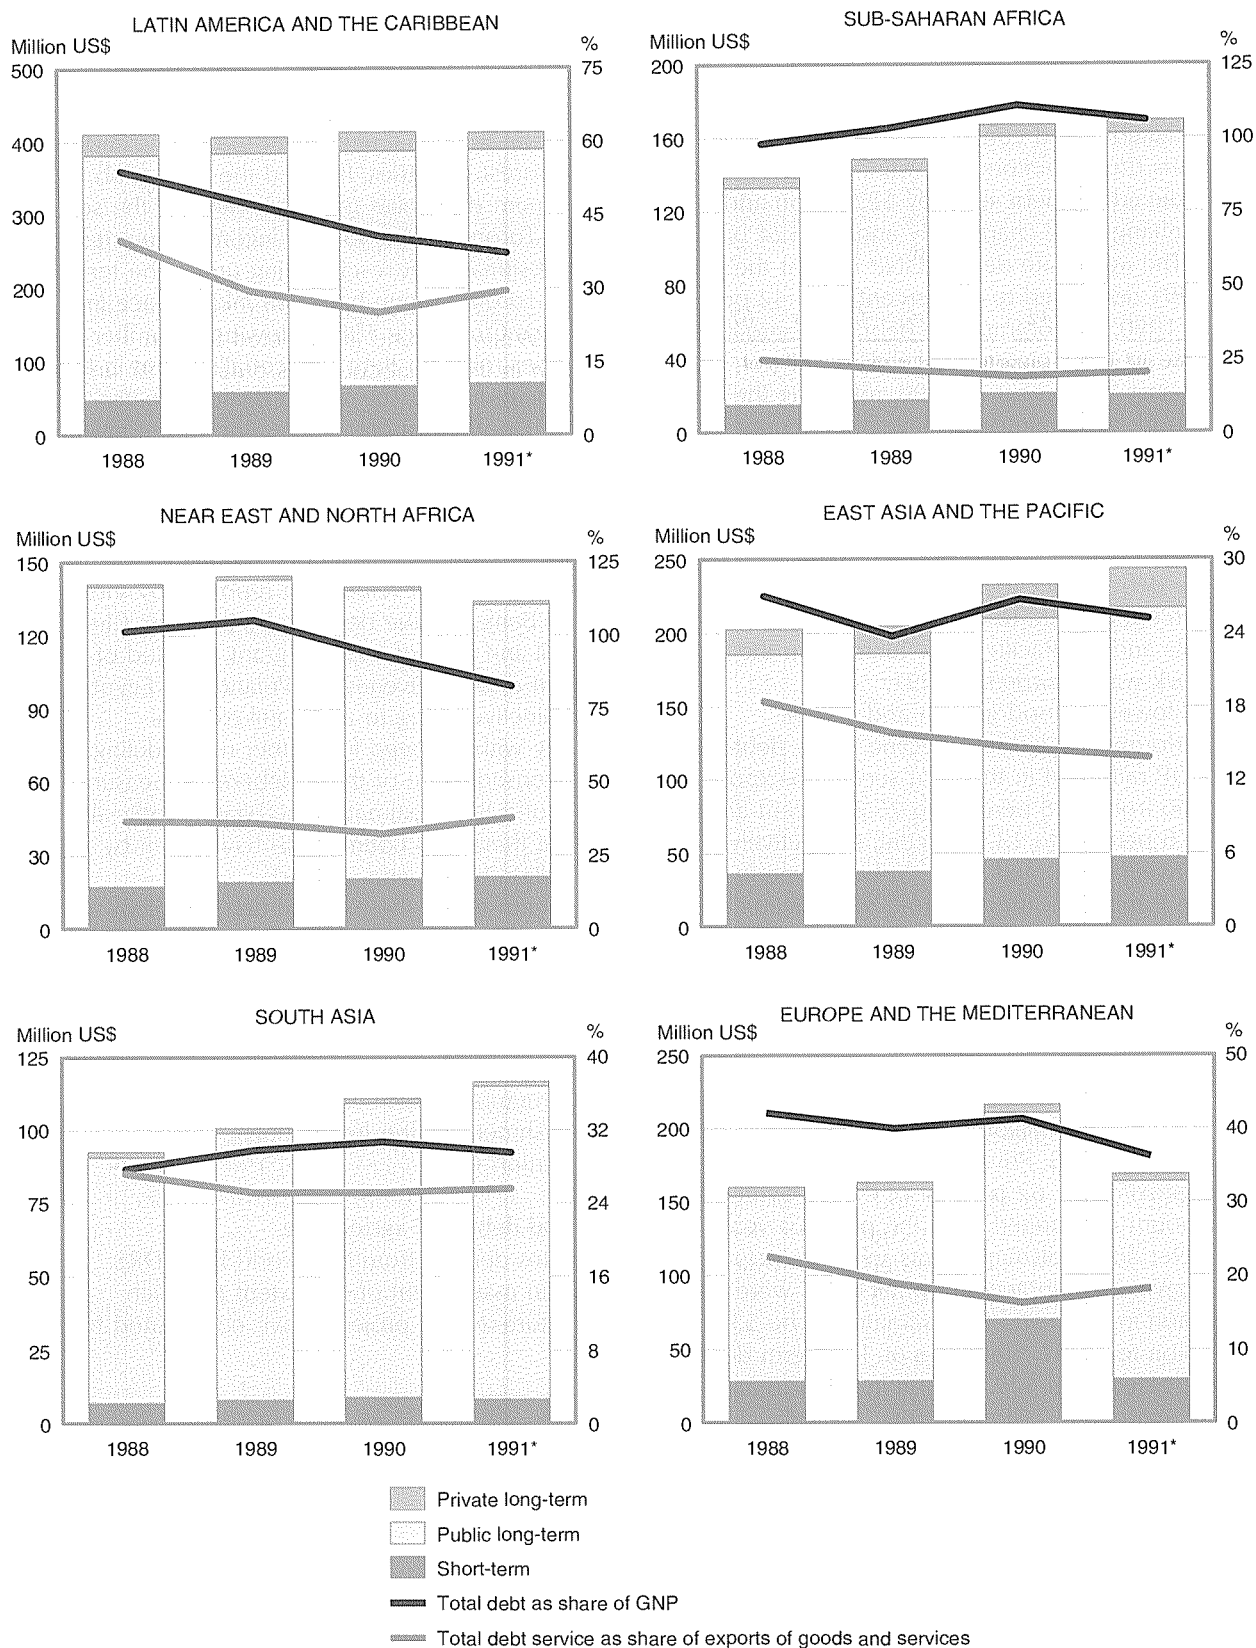 LATIN AMERICA AND THE CARIBBEAN
Million US$ %
500 75
400 60
300 45
200 30
100 15
0 0
1988 1989 1990 1991*
SUB-SAHARAN AFRICA
Million US$ %
200 125
160 100
120 75
80 50
40 25
0 0
1988 1989 1990 1991*
NEAR EAST AND NORTH AFRICA
Million US$ %
150 125
120 100
90 75
60 50
30 25
0 0
1988 1989 1990 1991*
EAST ASIA AND THE PACIFIC
Million US$ %
250 30
200 24
150 18
100 12
50 6
0 0
1988 1989 1990 1991*
SOUTH ASIA
Million US$ %
125 40
100 32
75 24
50 16
25 8
0 0
1988 1989 1990 1991*
EUROPE AND THE MEDITERRANEAN
Million US$ %
250 50
200 40
150 30
100 20
50 10
0 0
1988 1989 1990 1991*
Private long-term
Public long-term
Short-term
Total debt as share of GNP
Total debt service as share of exports of goods and services